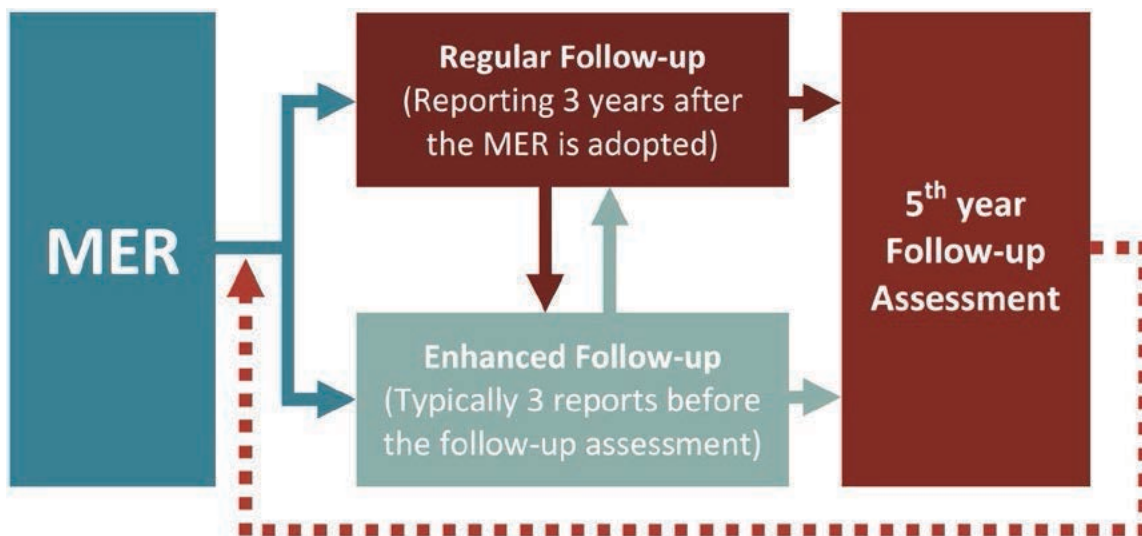 MER
Regular Follow-up
(Reporting 3 years after
the MER is adopted)
Enhanced Follow-up
(Typically 3 reports before
the follow-up assessment)
5th year
Follow-up
Assessment